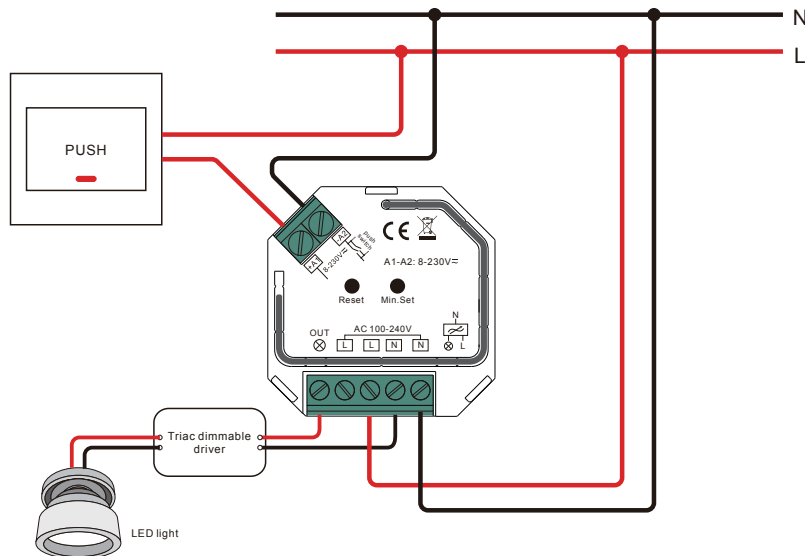 N
L
PUSH
+A1
8-230V⎓
-A2
Push
switch
CE
A1-A2: 8-230V⎓
Reset
Min.Set
AC 100-240V
OUT
L
L
N
N
N
L
Triac dimmable
driver
LED light